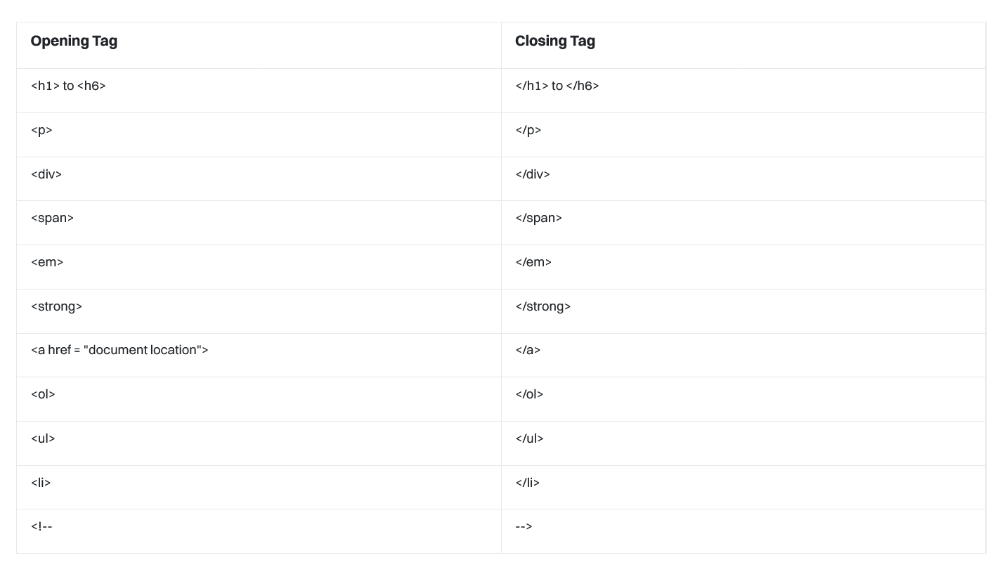 Opening Tag Closing Tag
<h1> to <h6> </h1> to </h6>
<p> </p>
<div> </div>
<span> </span>
<em> </em>
<strong> </strong>
<a href = "document location"> </a>
<ol> </ol>
<ul> </ul>
<li> </li>
<!-- -->